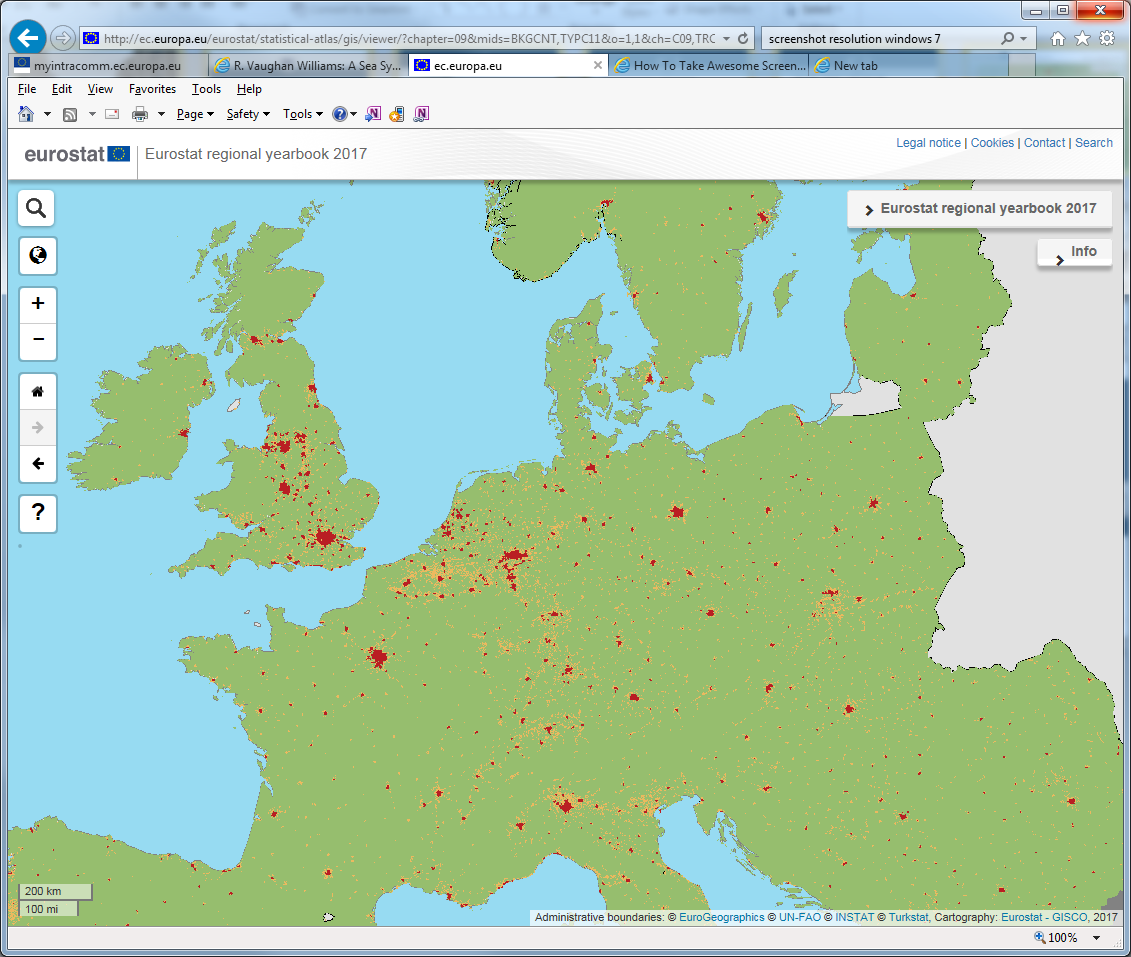 http://ec.europa.eu/eurostat/statistical-atlas/gis/viewer/?chapter=09&mids=BKGCNT,TYPC11&o=1,1&ch=C09,TRC
screenshot resolution windows 7
myintracomm.ec.europa.eu
R. Vaughan Williams: A Sea Sy...
ec.europa.eu
How To Take Awesome Screen...
New tab
File Edit View Favorites Tools Help
Page Safety Tools
eurostat
Eurostat regional yearbook 2017
Legal notice | Cookies | Contact | Search
Eurostat regional yearbook 2017
Info
+
−
?
200 km
100 mi
Administrative boundaries: © EuroGeographics © UN-FAO © INSTAT © Turkstat, Cartography: Eurostat - GISCO, 2017
100%